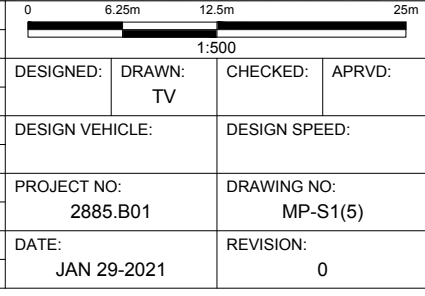 0 6.25m 12.5m 25m
1:500
DESIGNED: DRAWN: CHECKED: APRVD:
TV
DESIGN VEHICLE: DESIGN SPEED:
PROJECT NO: DRAWING NO:
2885.B01 MP-S1(5)
DATE: REVISION:
JAN 29-2021 0